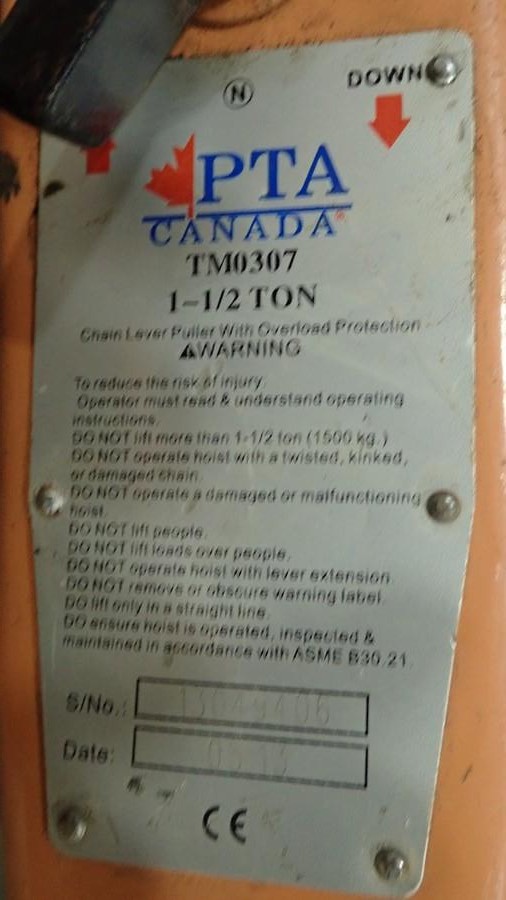 N
DOWN
PTA
CANADA
TM0307
1-1/2 TON
Chain Lever Puller With Overload Protection
WARNING
To reduce the risk of injury:
Operator must read & understand operating
instructions.
DO NOT lift more than 1-1/2 ton (1500 kg.)
DO NOT operate hoist with a twisted, kinked,
or damaged chain.
DO NOT operate a damaged or malfunctioning
hoist.
DO NOT lift people.
DO NOT lift loads over people.
DO NOT operate hoist with lever extension.
DO NOT remove or obscure warning label.
DO lift only in a straight line.
DO ensure hoist is operated, inspected &
maintained in accordance with ASME B30.21.
S/No.:
Date:
CE